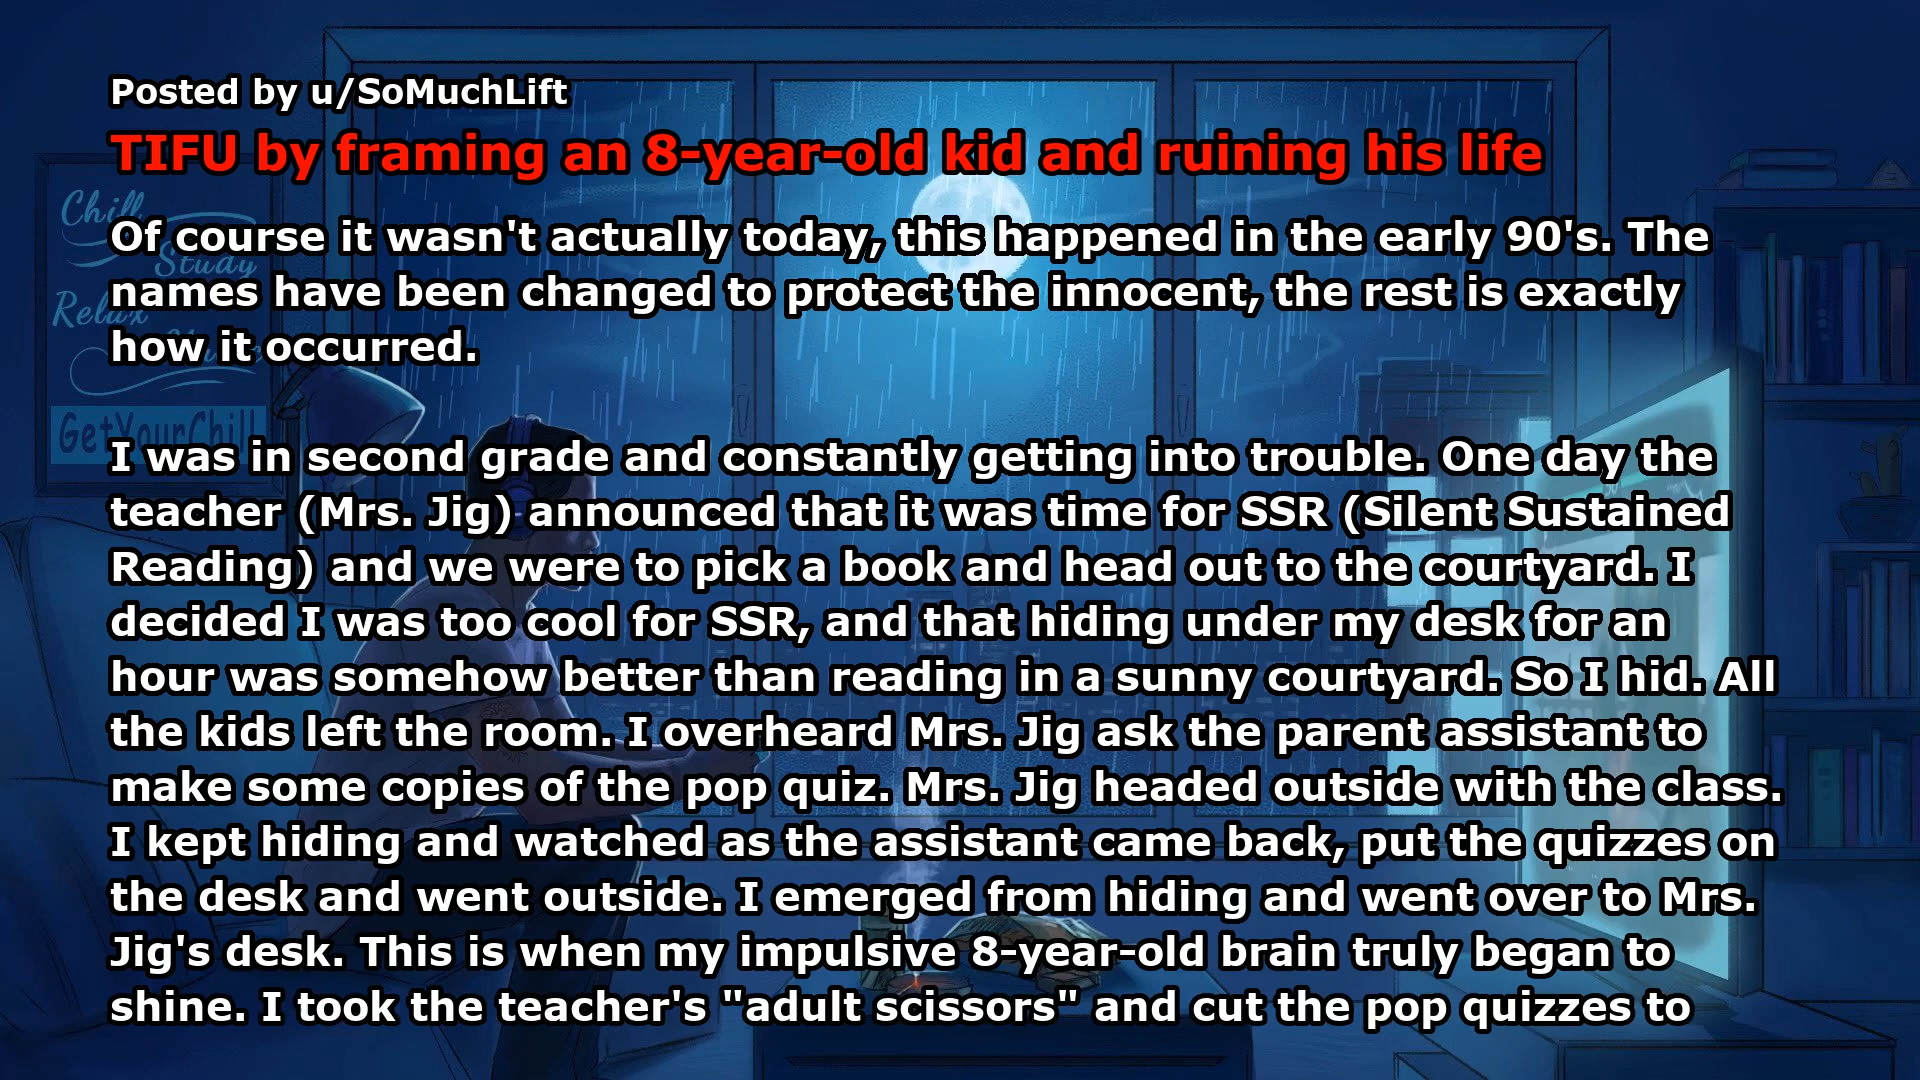 Posted by u/SoMuchLift
TIFU by framing an 8-year-old kid and ruining his life
Of course it wasn't actually today, this happened in the early 90's. The
names have been changed to protect the innocent, the rest is exactly
how it occurred.
I was in second grade and constantly getting into trouble. One day the
teacher (Mrs. Jig) announced that it was time for SSR (Silent Sustained
Reading) and we were to pick a book and head out to the courtyard. I
decided I was too cool for SSR, and that hiding under my desk for an
hour was somehow better than reading in a sunny courtyard. So I hid. All
the kids left the room. I overheard Mrs. Jig ask the parent assistant to
make some copies of the pop quiz. Mrs. Jig headed outside with the class.
I kept hiding and watched as the assistant came back, put the quizzes on
the desk and went outside. I emerged from hiding and went over to Mrs.
Jig's desk. This is when my impulsive 8-year-old brain truly began to
shine. I took the teacher's "adult scissors" and cut the pop quizzes to
Chill
Study
Relax
GetYourChill